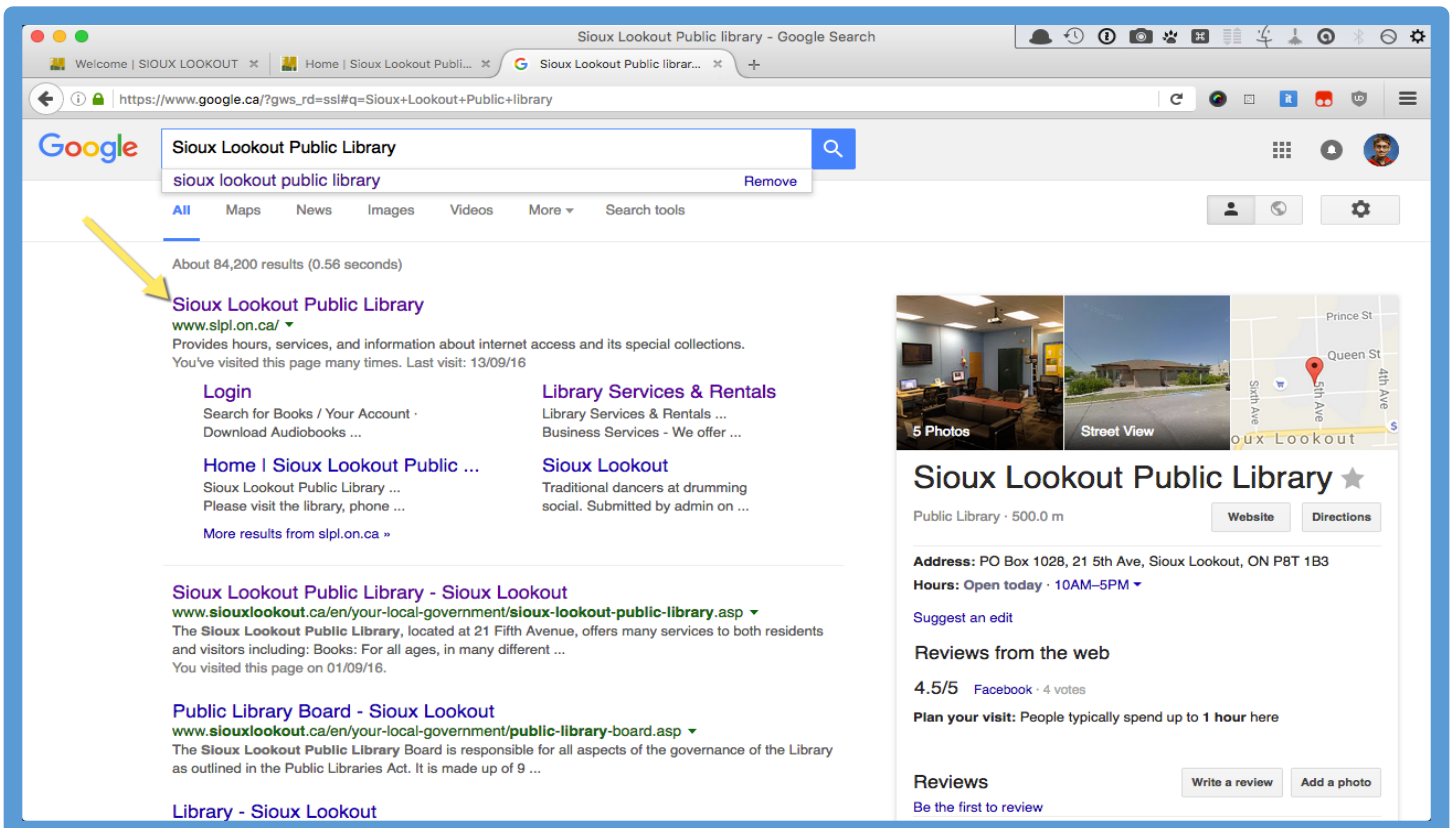 Sioux Lookout Public library - Google Search
Welcome | SIOUX LOOKOUT ×
Home | Sioux Lookout Publi... ×
Sioux Lookout Public librar... ×
https://www.google.ca/?gws_rd=ssl#q=Sioux+Lookout+Public+library
Google
Sioux Lookout Public Library
sioux lookout public library Remove
All Maps News Images Videos More Search tools
About 84,200 results (0.56 seconds)
Sioux Lookout Public Library
www.slpl.on.ca/
Provides hours, services, and information about internet access and its special collections.
You've visited this page many times. Last visit: 13/09/16
Login
Search for Books / Your Account ·
Download Audiobooks ...
Library Services & Rentals
Library Services & Rentals ...
Business Services - We offer ...
Home | Sioux Lookout Public ...
Sioux Lookout Public Library ...
Please visit the library, phone ...
Sioux Lookout
Traditional dancers at drumming
social. Submitted by admin on ...
More results from slpl.on.ca »
Sioux Lookout Public Library - Sioux Lookout
www.siouxlookout.ca/en/your-local-government/sioux-lookout-public-library.asp
The Sioux Lookout Public Library, located at 21 Fifth Avenue, offers many services to both residents
and visitors including: Books: For all ages, in many different ...
You visited this page on 01/09/16.
Public Library Board - Sioux Lookout
www.siouxlookout.ca/en/your-local-government/public-library-board.asp
The Sioux Lookout Public Library Board is responsible for all aspects of the governance of the Library
as outlined in the Public Libraries Act. It is made up of 9 ...
Library - Sioux Lookout
5 Photos
Street View
Prince St
Queen St
Sixth Ave
5th Ave
4th Ave
oux Lookout
Sioux Lookout Public Library
Public Library · 500.0 m
Website
Directions
Address: PO Box 1028, 21 5th Ave, Sioux Lookout, ON P8T 1B3
Hours: Open today · 10AM–5PM
Suggest an edit
Reviews from the web
4.5/5 Facebook · 4 votes
Plan your visit: People typically spend up to 1 hour here
Reviews
Write a review
Add a photo
Be the first to review